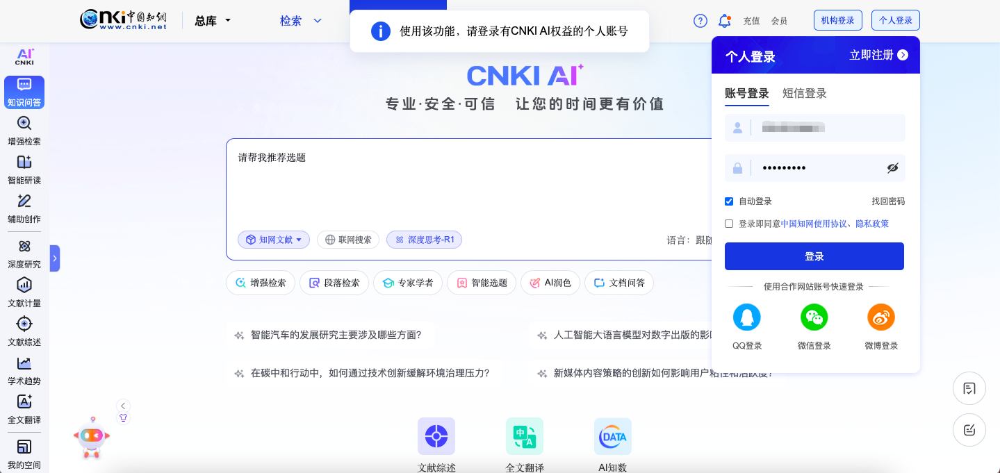 CNKI 中国知网
www.cnki.net
总库
检索
使用该功能，请登录有CNKI AI权益的个人账号
充值
会员
机构登录
个人登录
AI
CNKI
知识问答
增强检索
智能研读
辅助创作
深度研究
文献计量
文献综述
学术趋势
全文翻译
我的空间
CNKI AI
专业·安全·可信 让您的时间更有价值
请帮我推荐选题
知网文献
联网搜索
深度思考-R1
语言：跟随
增强检索
段落检索
专家学者
智能选题
AI润色
文档问答
智能汽车的发展研究主要涉及哪些方面？
人工智能大语言模型对数字出版的影
在碳中和行动中，如何通过技术创新缓解环境治理压力？
新媒体内容策略的创新如何影响用户粘性和活跃度？
文献综述
中 A
全文翻译
DATA
AI知数
个人登录
立即注册
账号登录
短信登录
•••••••••
自动登录
找回密码
登录即同意中国知网使用协议、隐私政策
登录
使用合作网站账号快速登录
QQ登录
微信登录
微博登录